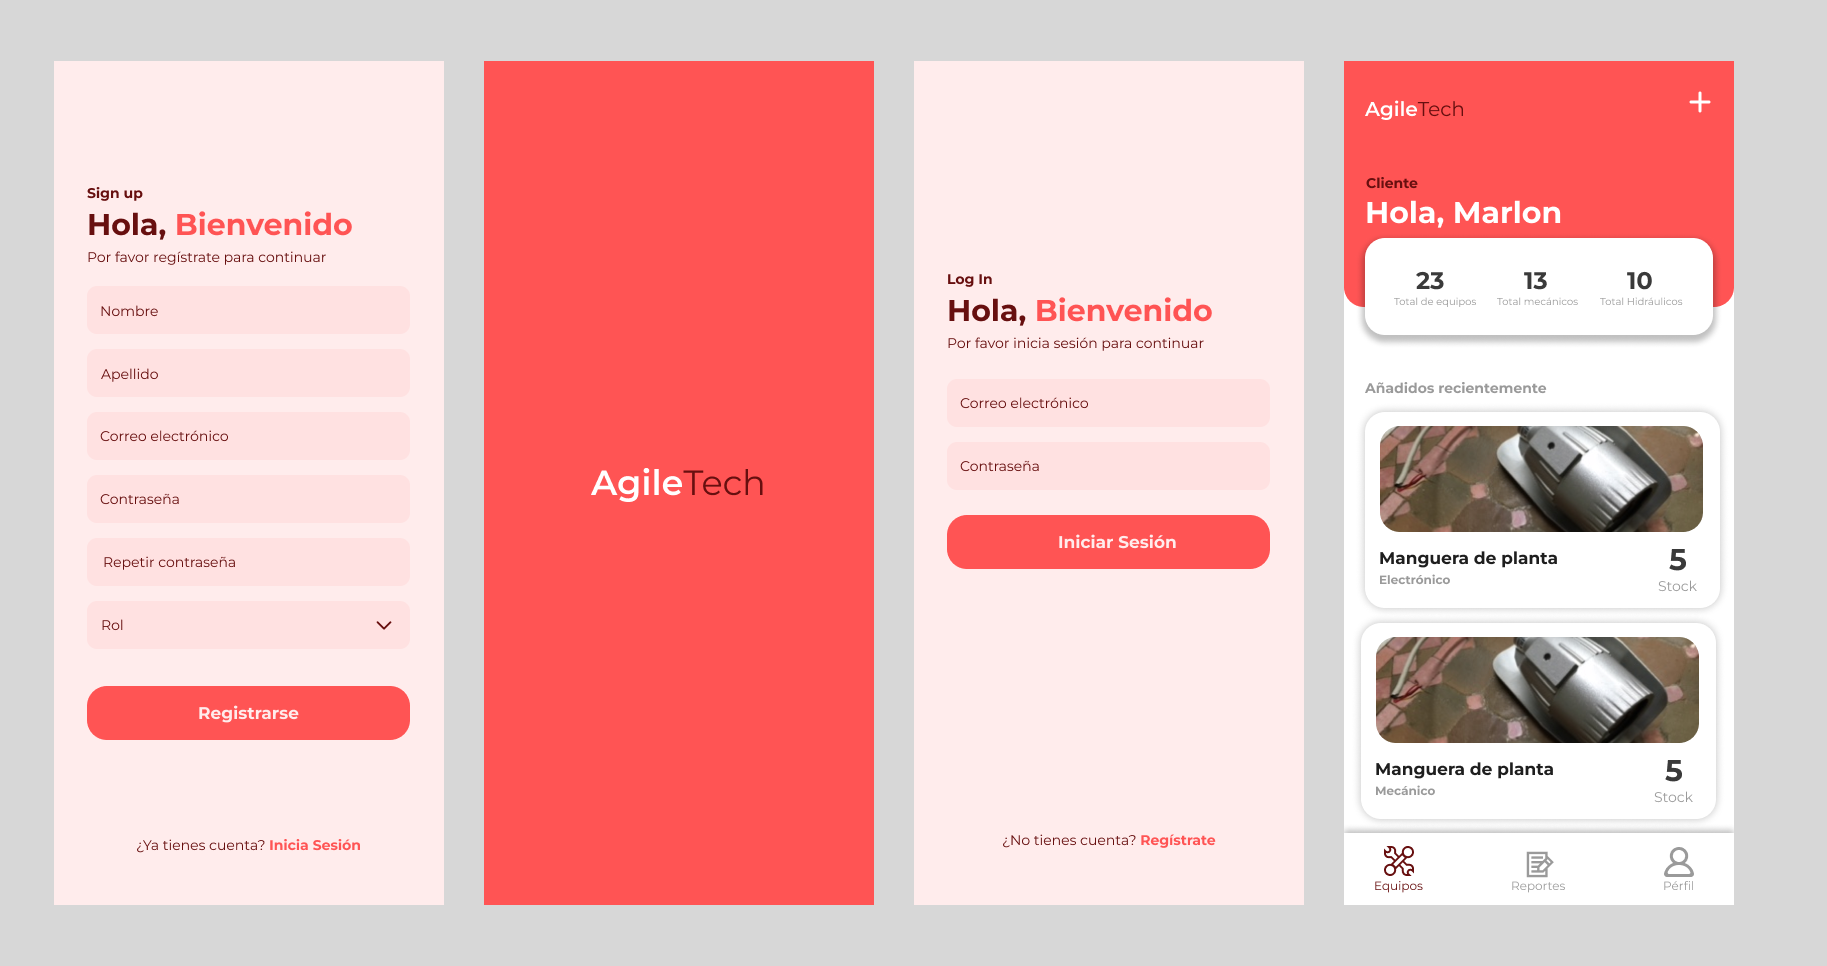 Sign up
Hola, Bienvenido
Por favor regístrate para continuar
Nombre
Apellido
Correo electrónico
Contraseña
Repetir contraseña
Rol
Registrarse
¿Ya tienes cuenta? Inicia Sesión
AgileTech
Log In
Hola, Bienvenido
Por favor inicia sesión para continuar
Correo electrónico
Contraseña
Iniciar Sesión
¿No tienes cuenta? Regístrate
AgileTech
Cliente
Hola, Marlon
23 13 10
Total de equipos Total mecánicos Total Hidráulicos
Añadidos recientemente
Manguera de planta 5
Electrónico Stock
Manguera de planta 5
Mecánico Stock
Equipos Reportes Pérfil